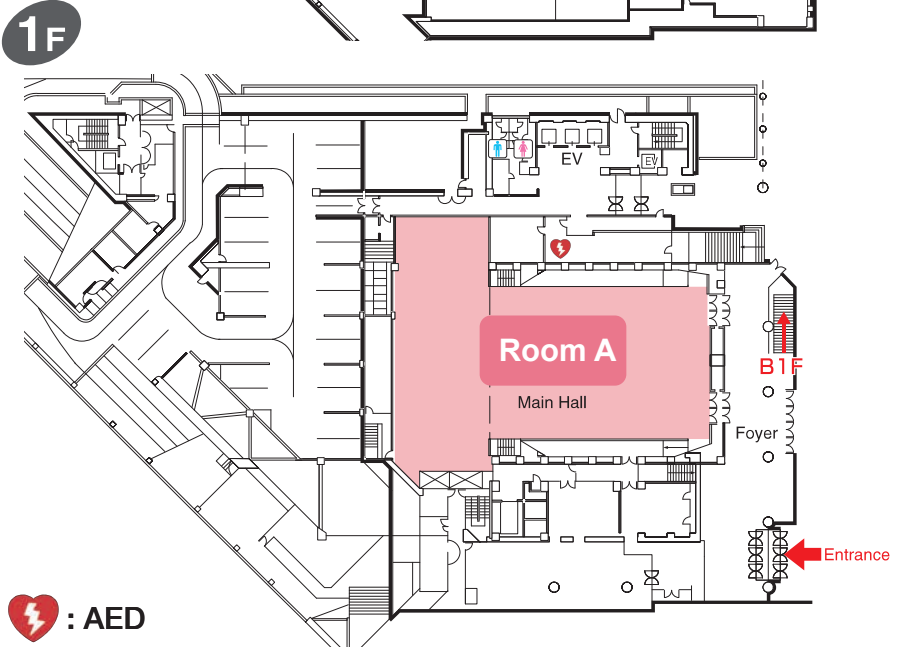 1F
EV
EV
Room A
Main Hall
B1F
Foyer
Entrance
: AED